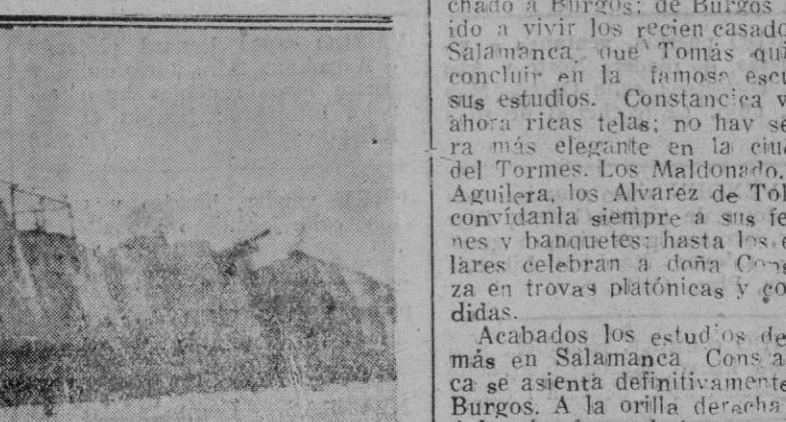 chado a Burgos; de Burgos
ido a vivir los recien casado
Salamanca, que Tomás qui
concluir en la famosa escu
sus estudios. Constancica v
ahora ricas telas; no hay se
ra más elegante en la ciu
del Tormes. Los Maldonado,
Aguilera, los Alvarez de Tol
convídanla siempre a sus fe
nes y banquetes; hasta los e
lares celebran a doña Cons
za en trovas platónicas y co
didas.
Acabados los estudios de
más en Salamanca Cons a
ca se asienta definitivamente
Burgos. A la orilla derecha